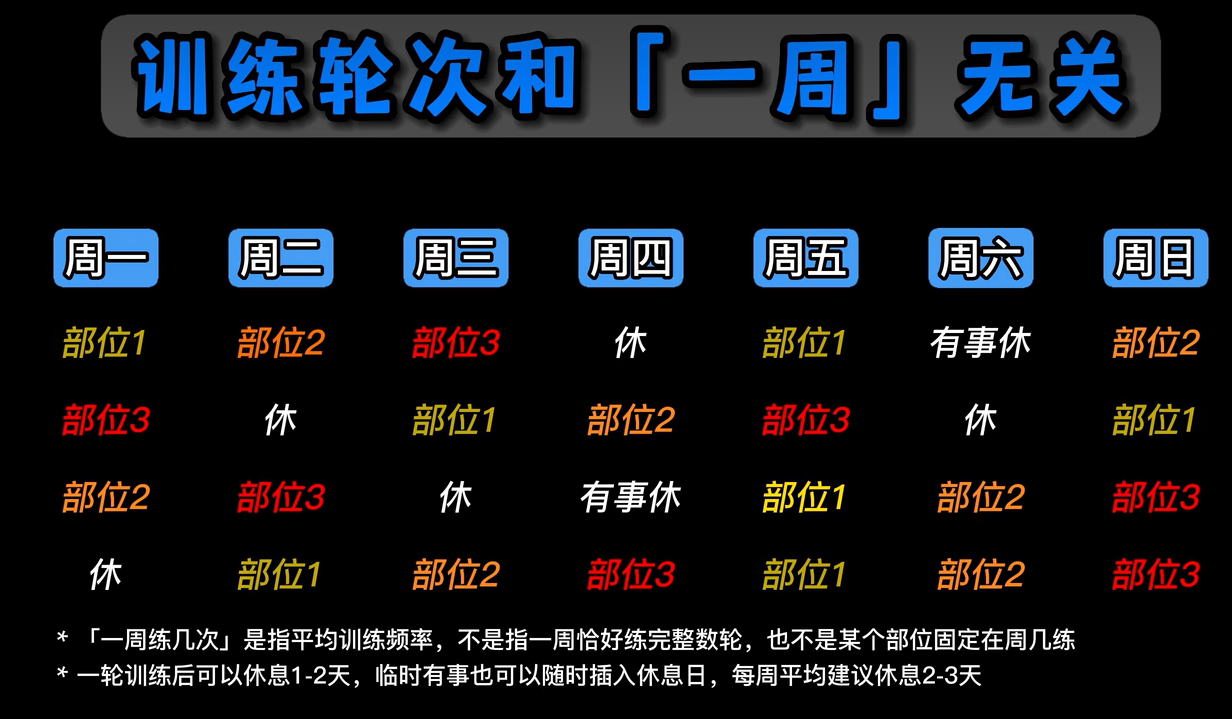 训练轮次和「一周」无关
周一 周二 周三 周四 周五 周六 周日
部位1 部位2 部位3 休 部位1 有事休 部位2
部位3 休 部位1 部位2 部位3 休 部位1
部位2 部位3 休 有事休 部位1 部位2 部位3
休 部位1 部位2 部位3 部位1 部位2 部位3
* 「一周练几次」是指平均训练频率，不是指一周恰好练完整数轮，也不是某个部位固定在周几练
* 一轮训练后可以休息1-2天，临时有事也可以随时插入休息日，每周平均建议休息2-3天